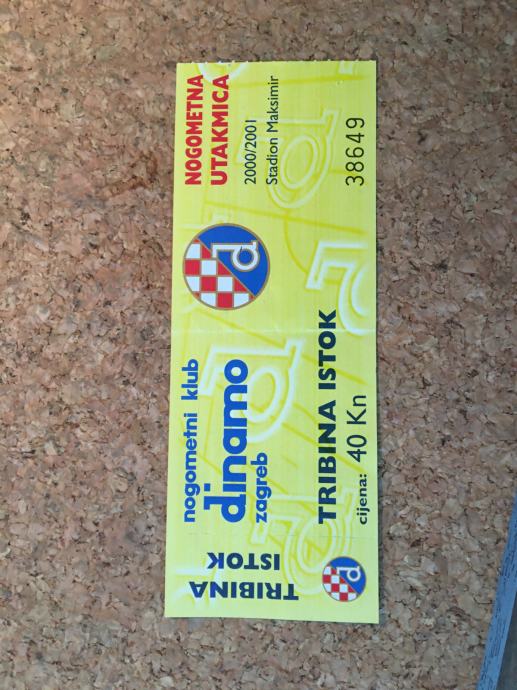 TRIBINA
ISTOK
nogometni klub
dinamo
zagreb
TRIBINA ISTOK
cijena: 40 Kn
NOGOMETNA
UTAKMICA
2000/2001
Stadion Maksimir
38649